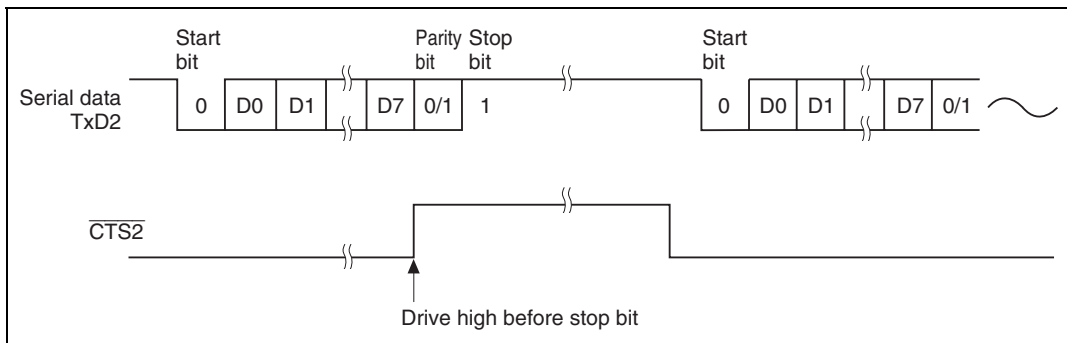 Start bit
Parity bit
Stop bit
Start bit
Serial data TxD2
0 D0 D1 D7 0/1 1 0 D0 D1 D7 0/1
CTS2
Drive high before stop bit